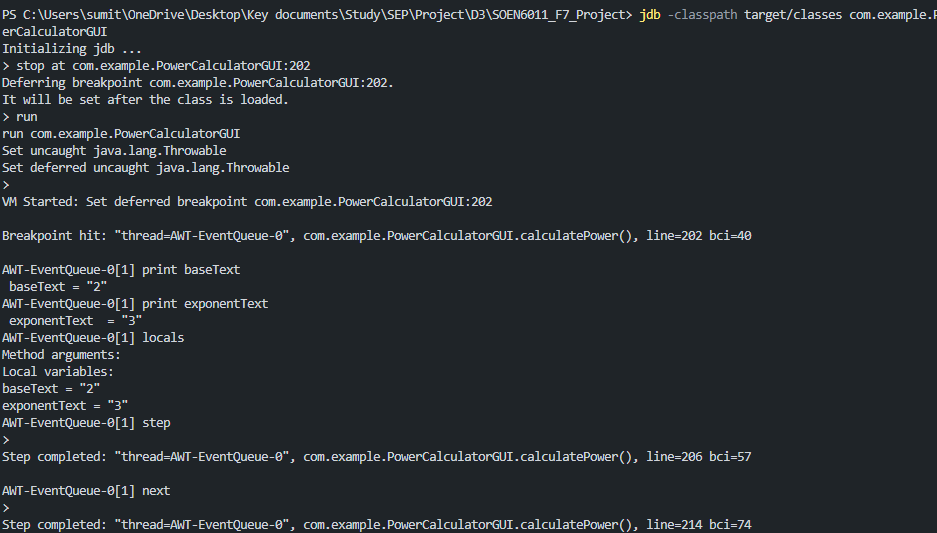 PS C:\Users\sumit\OneDrive\Desktop\Key documents\Study\SEP\Project\D3\SOEN6011_F7_Project> jdb -classpath target/classes com.example.P
erCalculatorGUI
Initializing jdb ...
> stop at com.example.PowerCalculatorGUI:202
Deferring breakpoint com.example.PowerCalculatorGUI:202.
It will be set after the class is loaded.
> run
run com.example.PowerCalculatorGUI
Set uncaught java.lang.Throwable
Set deferred uncaught java.lang.Throwable
>
VM Started: Set deferred breakpoint com.example.PowerCalculatorGUI:202
Breakpoint hit: "thread=AWT-EventQueue-0", com.example.PowerCalculatorGUI.calculatePower(), line=202 bci=40
AWT-EventQueue-0[1] print baseText
 baseText = "2"
AWT-EventQueue-0[1] print exponentText
 exponentText  = "3"
AWT-EventQueue-0[1] locals
Method arguments:
Local variables:
baseText = "2"
exponentText = "3"
AWT-EventQueue-0[1] step
>
Step completed: "thread=AWT-EventQueue-0", com.example.PowerCalculatorGUI.calculatePower(), line=206 bci=57
AWT-EventQueue-0[1] next
>
Step completed: "thread=AWT-EventQueue-0", com.example.PowerCalculatorGUI.calculatePower(), line=214 bci=74